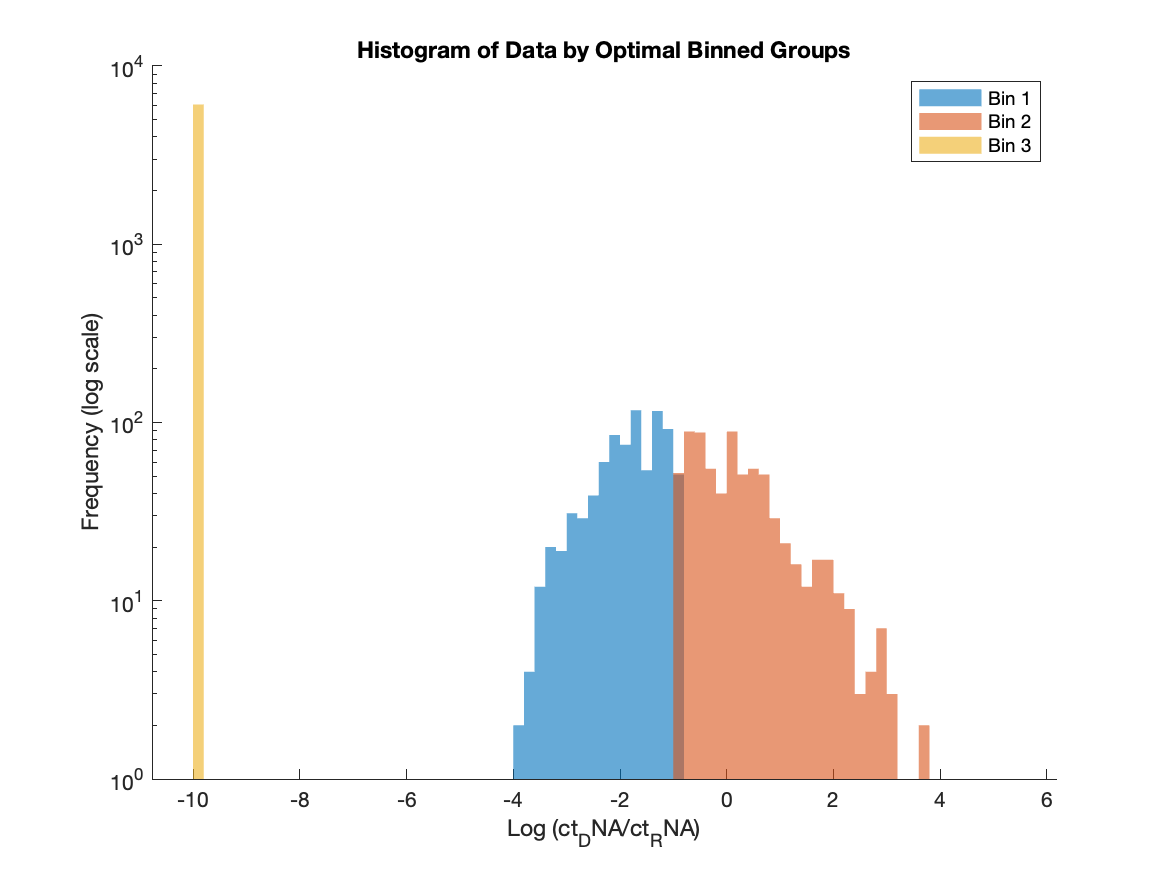 Histogram of Data by Optimal Binned Groups
10^4
10^3
10^2
10^1
10^0
Frequency (log scale)
Bin 1
Bin 2
Bin 3
-10 -8 -6 -4 -2 0 2 4 6
Log (ct_DNA/ct_RNA)